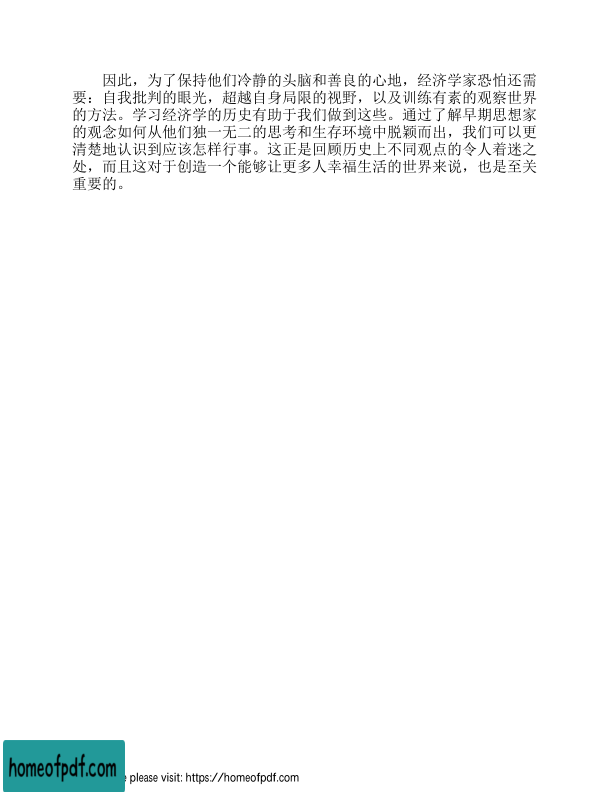 因此，为了保持他们冷静的头脑和善良的心地，经济学家恐怕还需
要：自我批判的眼光，超越自身局限的视野，以及训练有素的观察世界
的方法。学习经济学的历史有助于我们做到这些。通过了解早期思想家
的观念如何从他们独一无二的思考和生存环境中脱颖而出，我们可以更
清楚地认识到应该怎样行事。这正是回顾历史上不同观点的令人着迷之
处，而且这对于创造一个能够让更多人幸福生活的世界来说，也是至关
重要的。
homeofpdf.com
please visit: https://homeofpdf.com